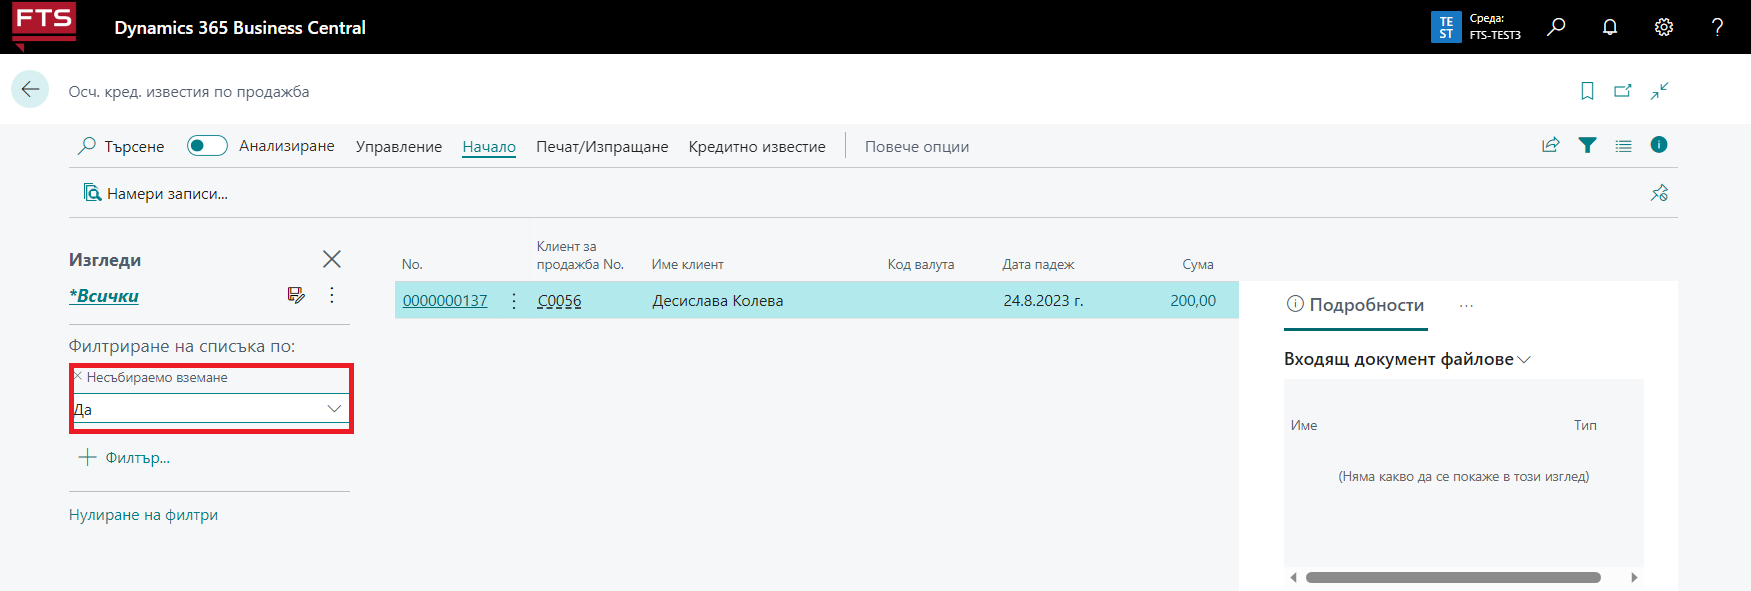 FTS
Dynamics 365 Business Central
TE
ST
Среда:
FTS-TEST3
?
Осч. кред. известия по продажба
Търсене
Анализиране
Управление
Начало
Печат/Изпращане
Кредитно известие
Повече опции
Намери записи...
Изгледи
*Всички
Филтриране на списъка по:
Несъбираемо вземане
Да
Филтър...
Нулиране на филтри
No.
Клиент за
продажба No.
Име клиент
Код валута
Дата падеж
Сума
0000000137
C0056
Десислава Колева
24.8.2023 г.
200,00
Подробности
Входящ документ файлове
Име
Тип
(Няма какво да се покаже в този изглед)